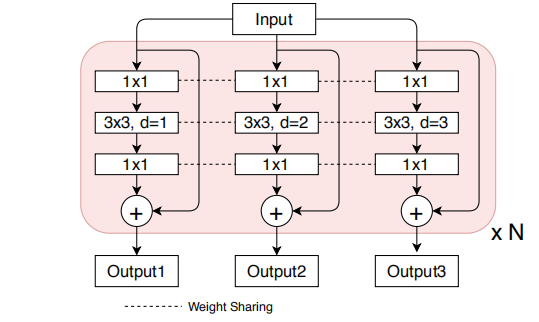 Input
1x1 1x1 1x1
3x3, d=1 3x3, d=2 3x3, d=3
1x1 1x1 1x1
+ + +
x N
Output1 Output2 Output3
Weight Sharing